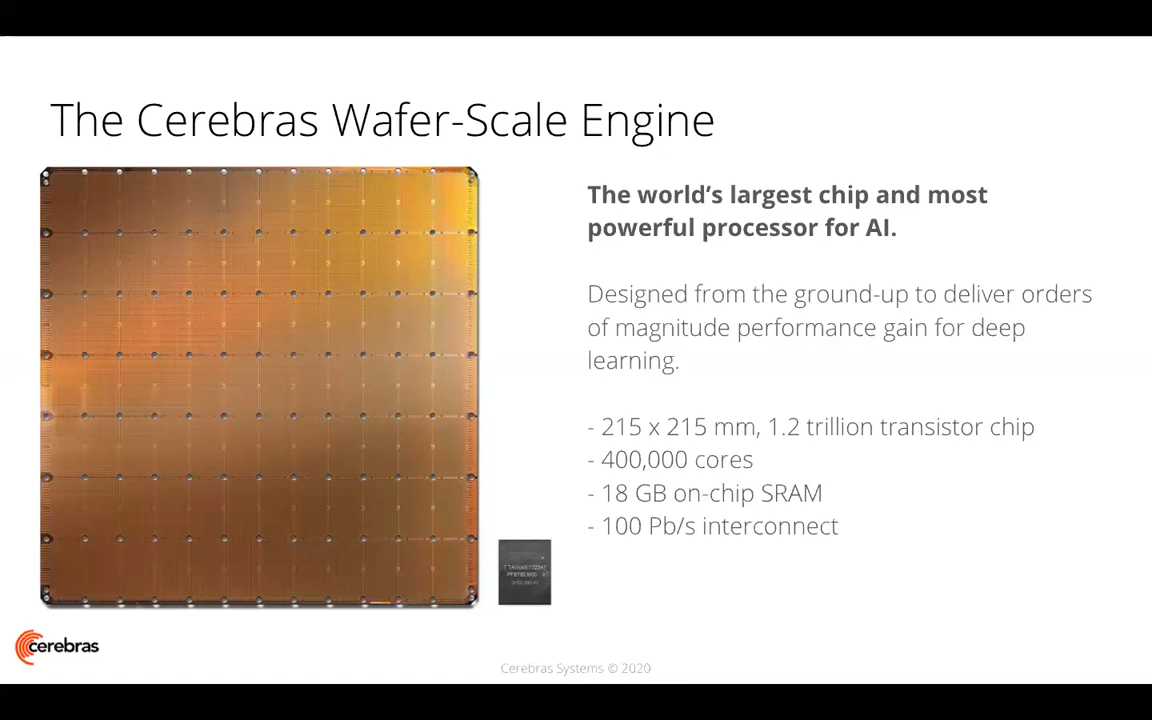 The Cerebras Wafer-Scale Engine
The world's largest chip and most
powerful processor for AI.
Designed from the ground-up to deliver orders
of magnitude performance gain for deep
learning.
- 215 x 215 mm, 1.2 trillion transistor chip
- 400,000 cores
- 18 GB on-chip SRAM
- 100 Pb/s interconnect
cerebras
Cerebras Systems © 2020